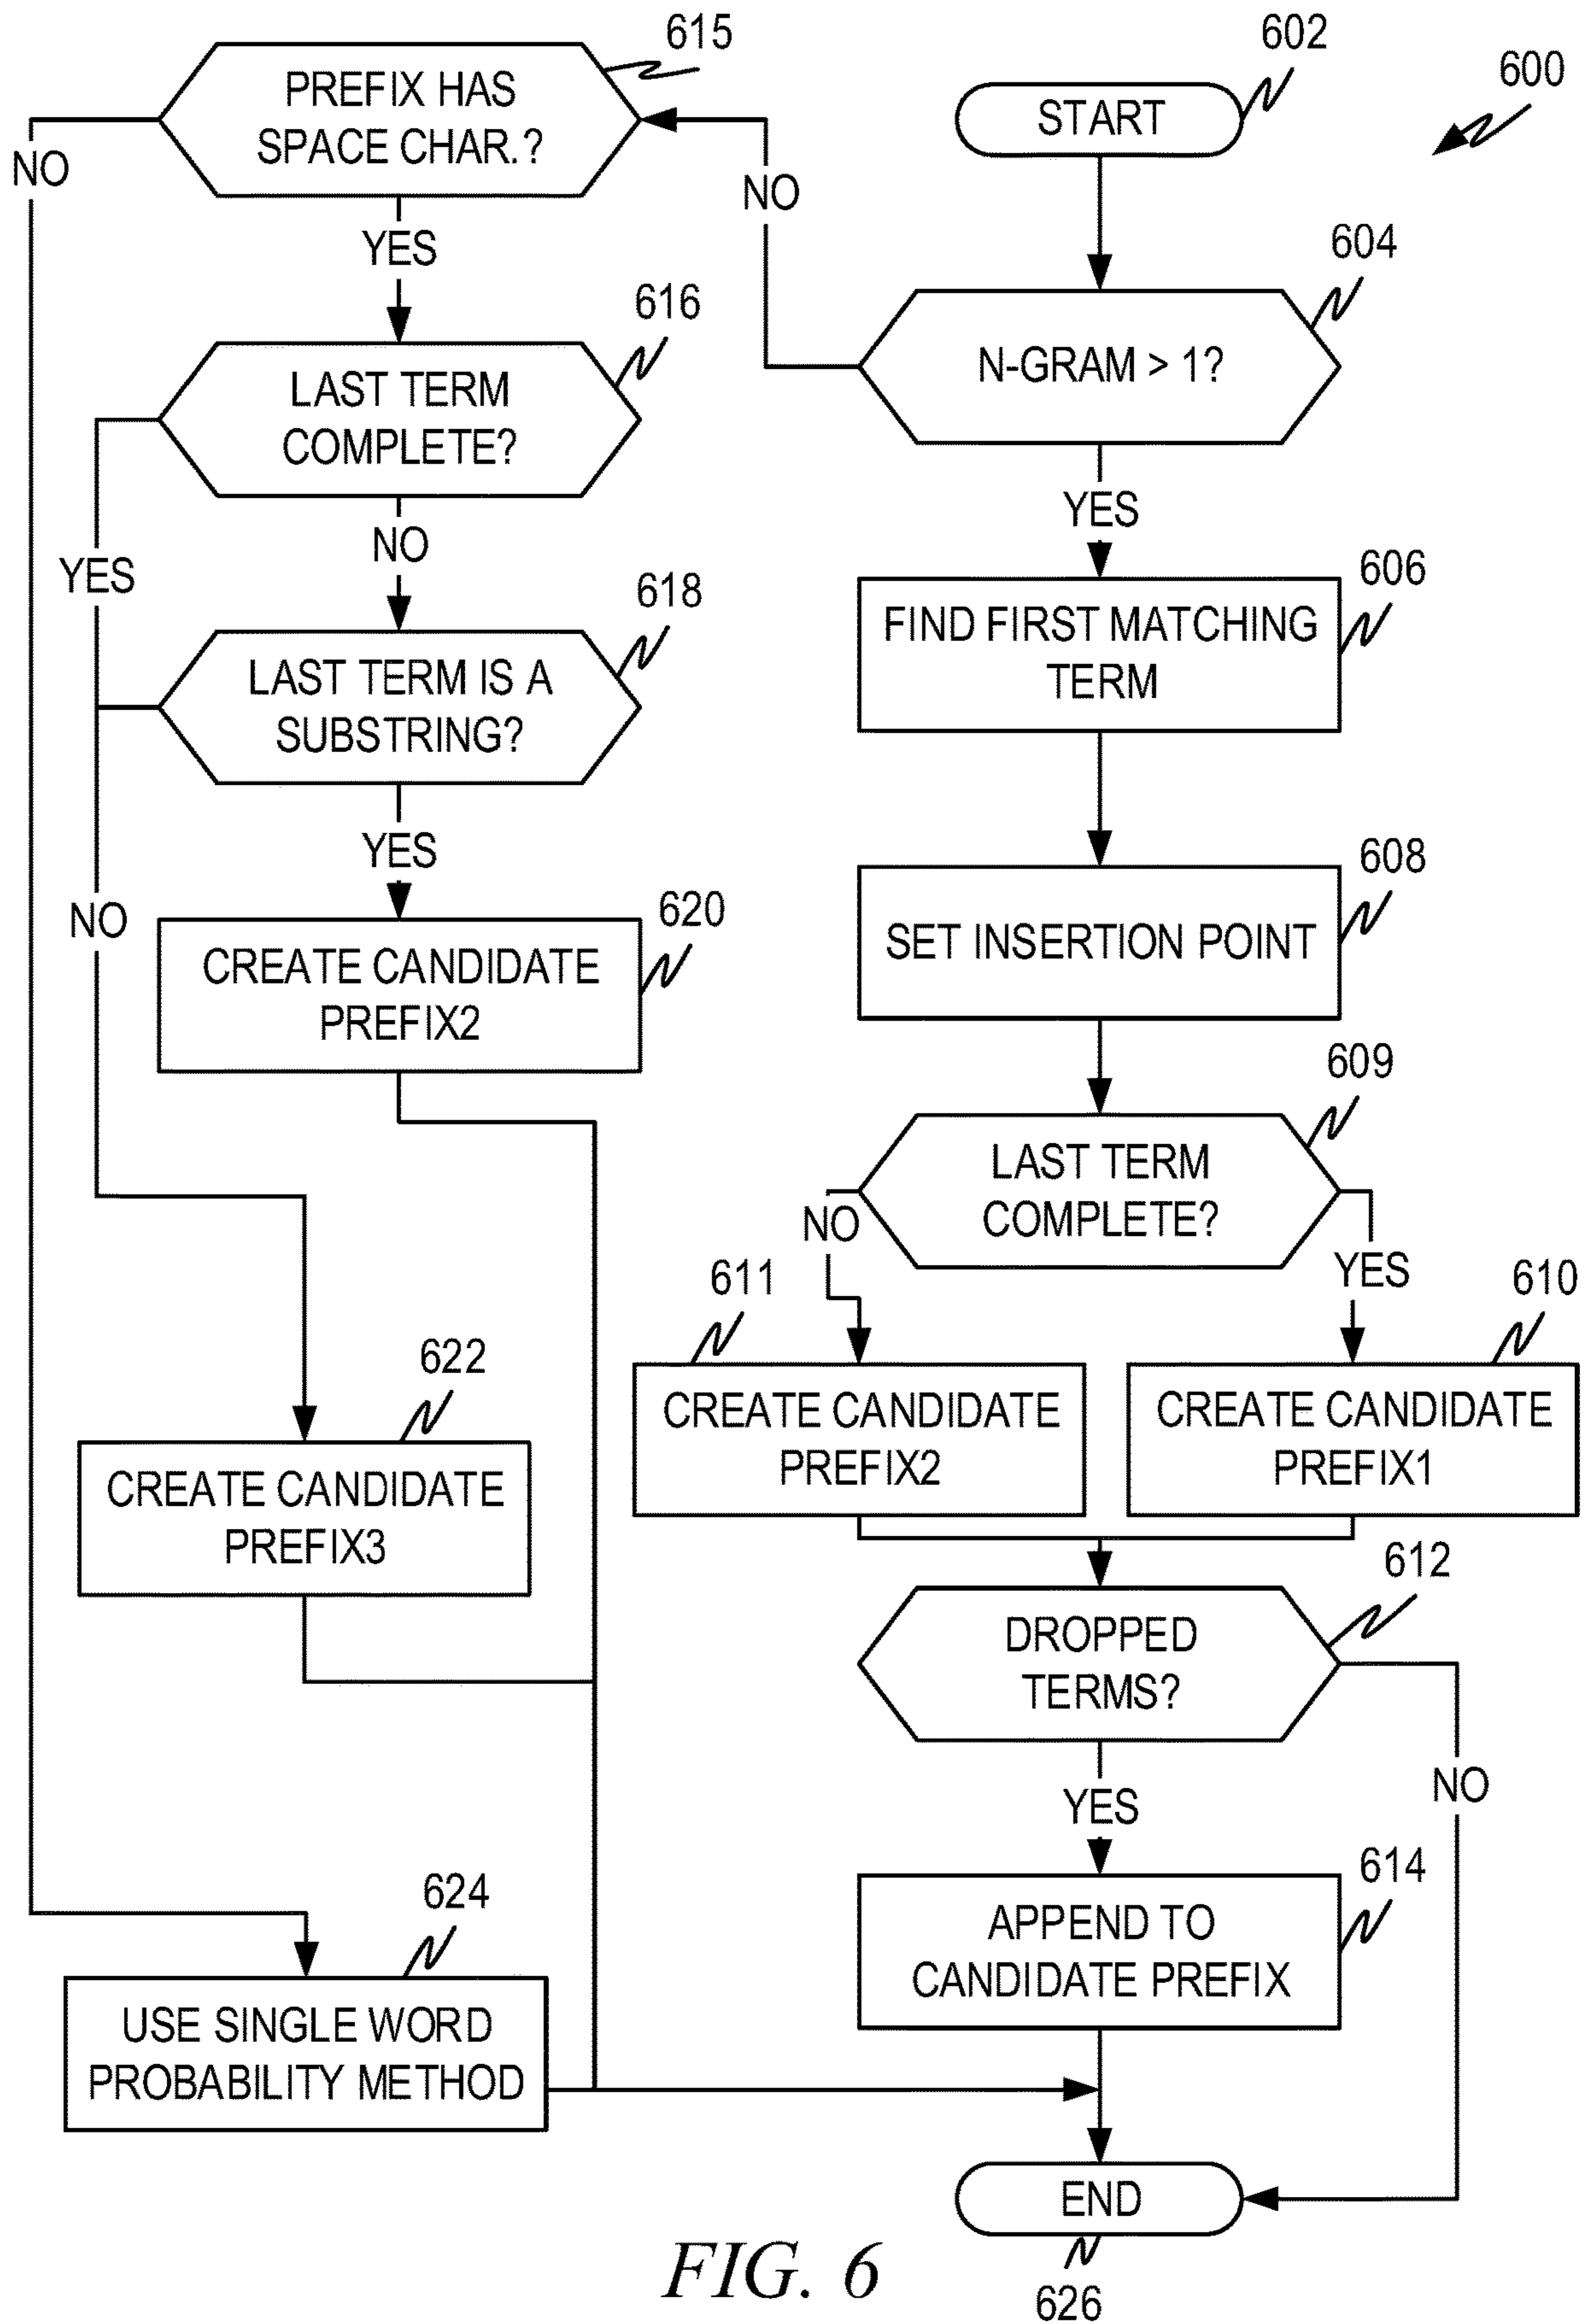 615
PREFIX HAS
SPACE CHAR.?
602
START
600
NO
NO
YES
604
N-GRAM > 1?
616
LAST TERM
COMPLETE?
YES
NO
YES
606
FIND FIRST MATCHING
TERM
618
LAST TERM IS A
SUBSTRING?
YES
608
SET INSERTION POINT
NO
620
CREATE CANDIDATE
PREFIX2
609
LAST TERM
COMPLETE?
NO
YES
611
CREATE CANDIDATE
PREFIX2
610
CREATE CANDIDATE
PREFIX1
622
CREATE CANDIDATE
PREFIX3
612
DROPPED
TERMS?
YES
NO
614
APPEND TO
CANDIDATE PREFIX
624
USE SINGLE WORD
PROBABILITY METHOD
END
626
FIG. 6